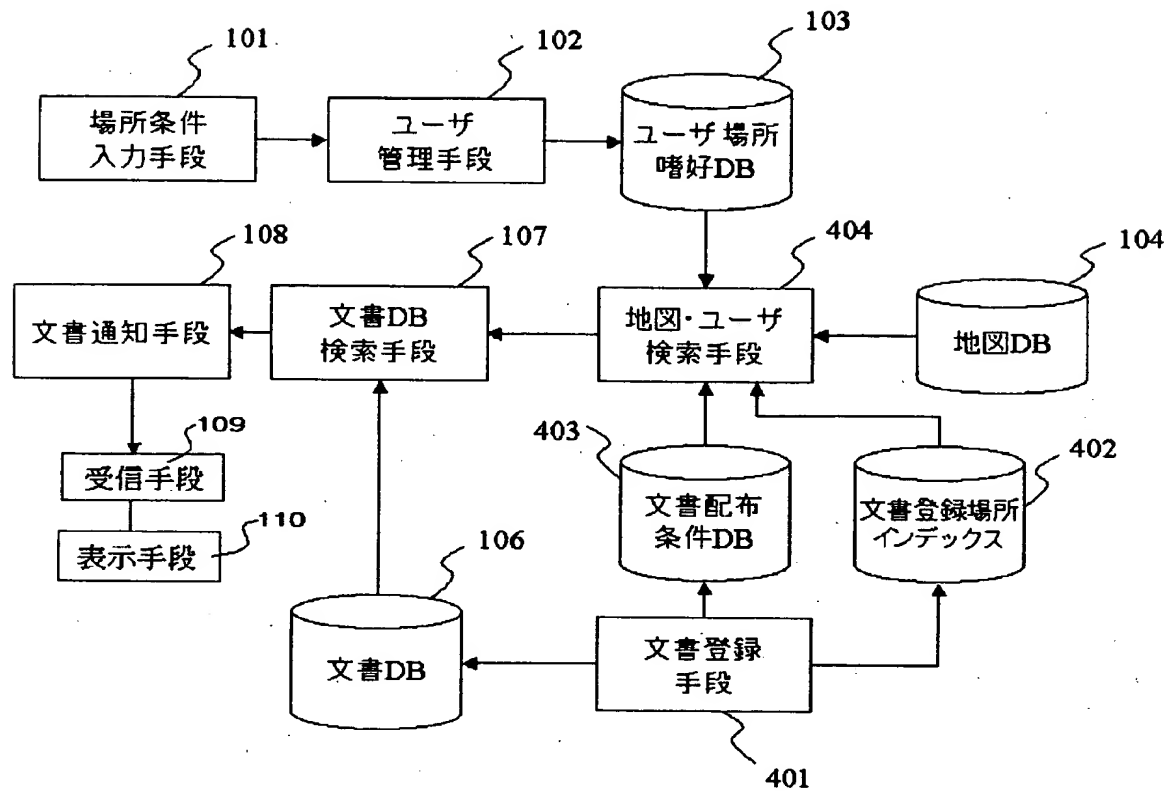 101
102
103
場所条件
入力手段
ユーザ
管理手段
ユーザ場所
嗜好DB
108
107
404
104
文書通知手段
文書DB
検索手段
地図・ユーザ
検索手段
地図DB
109
受信手段
403
402
文書配布
条件DB
文書登録場所
インデックス
110
表示手段
106
文書DB
文書登録
手段
401